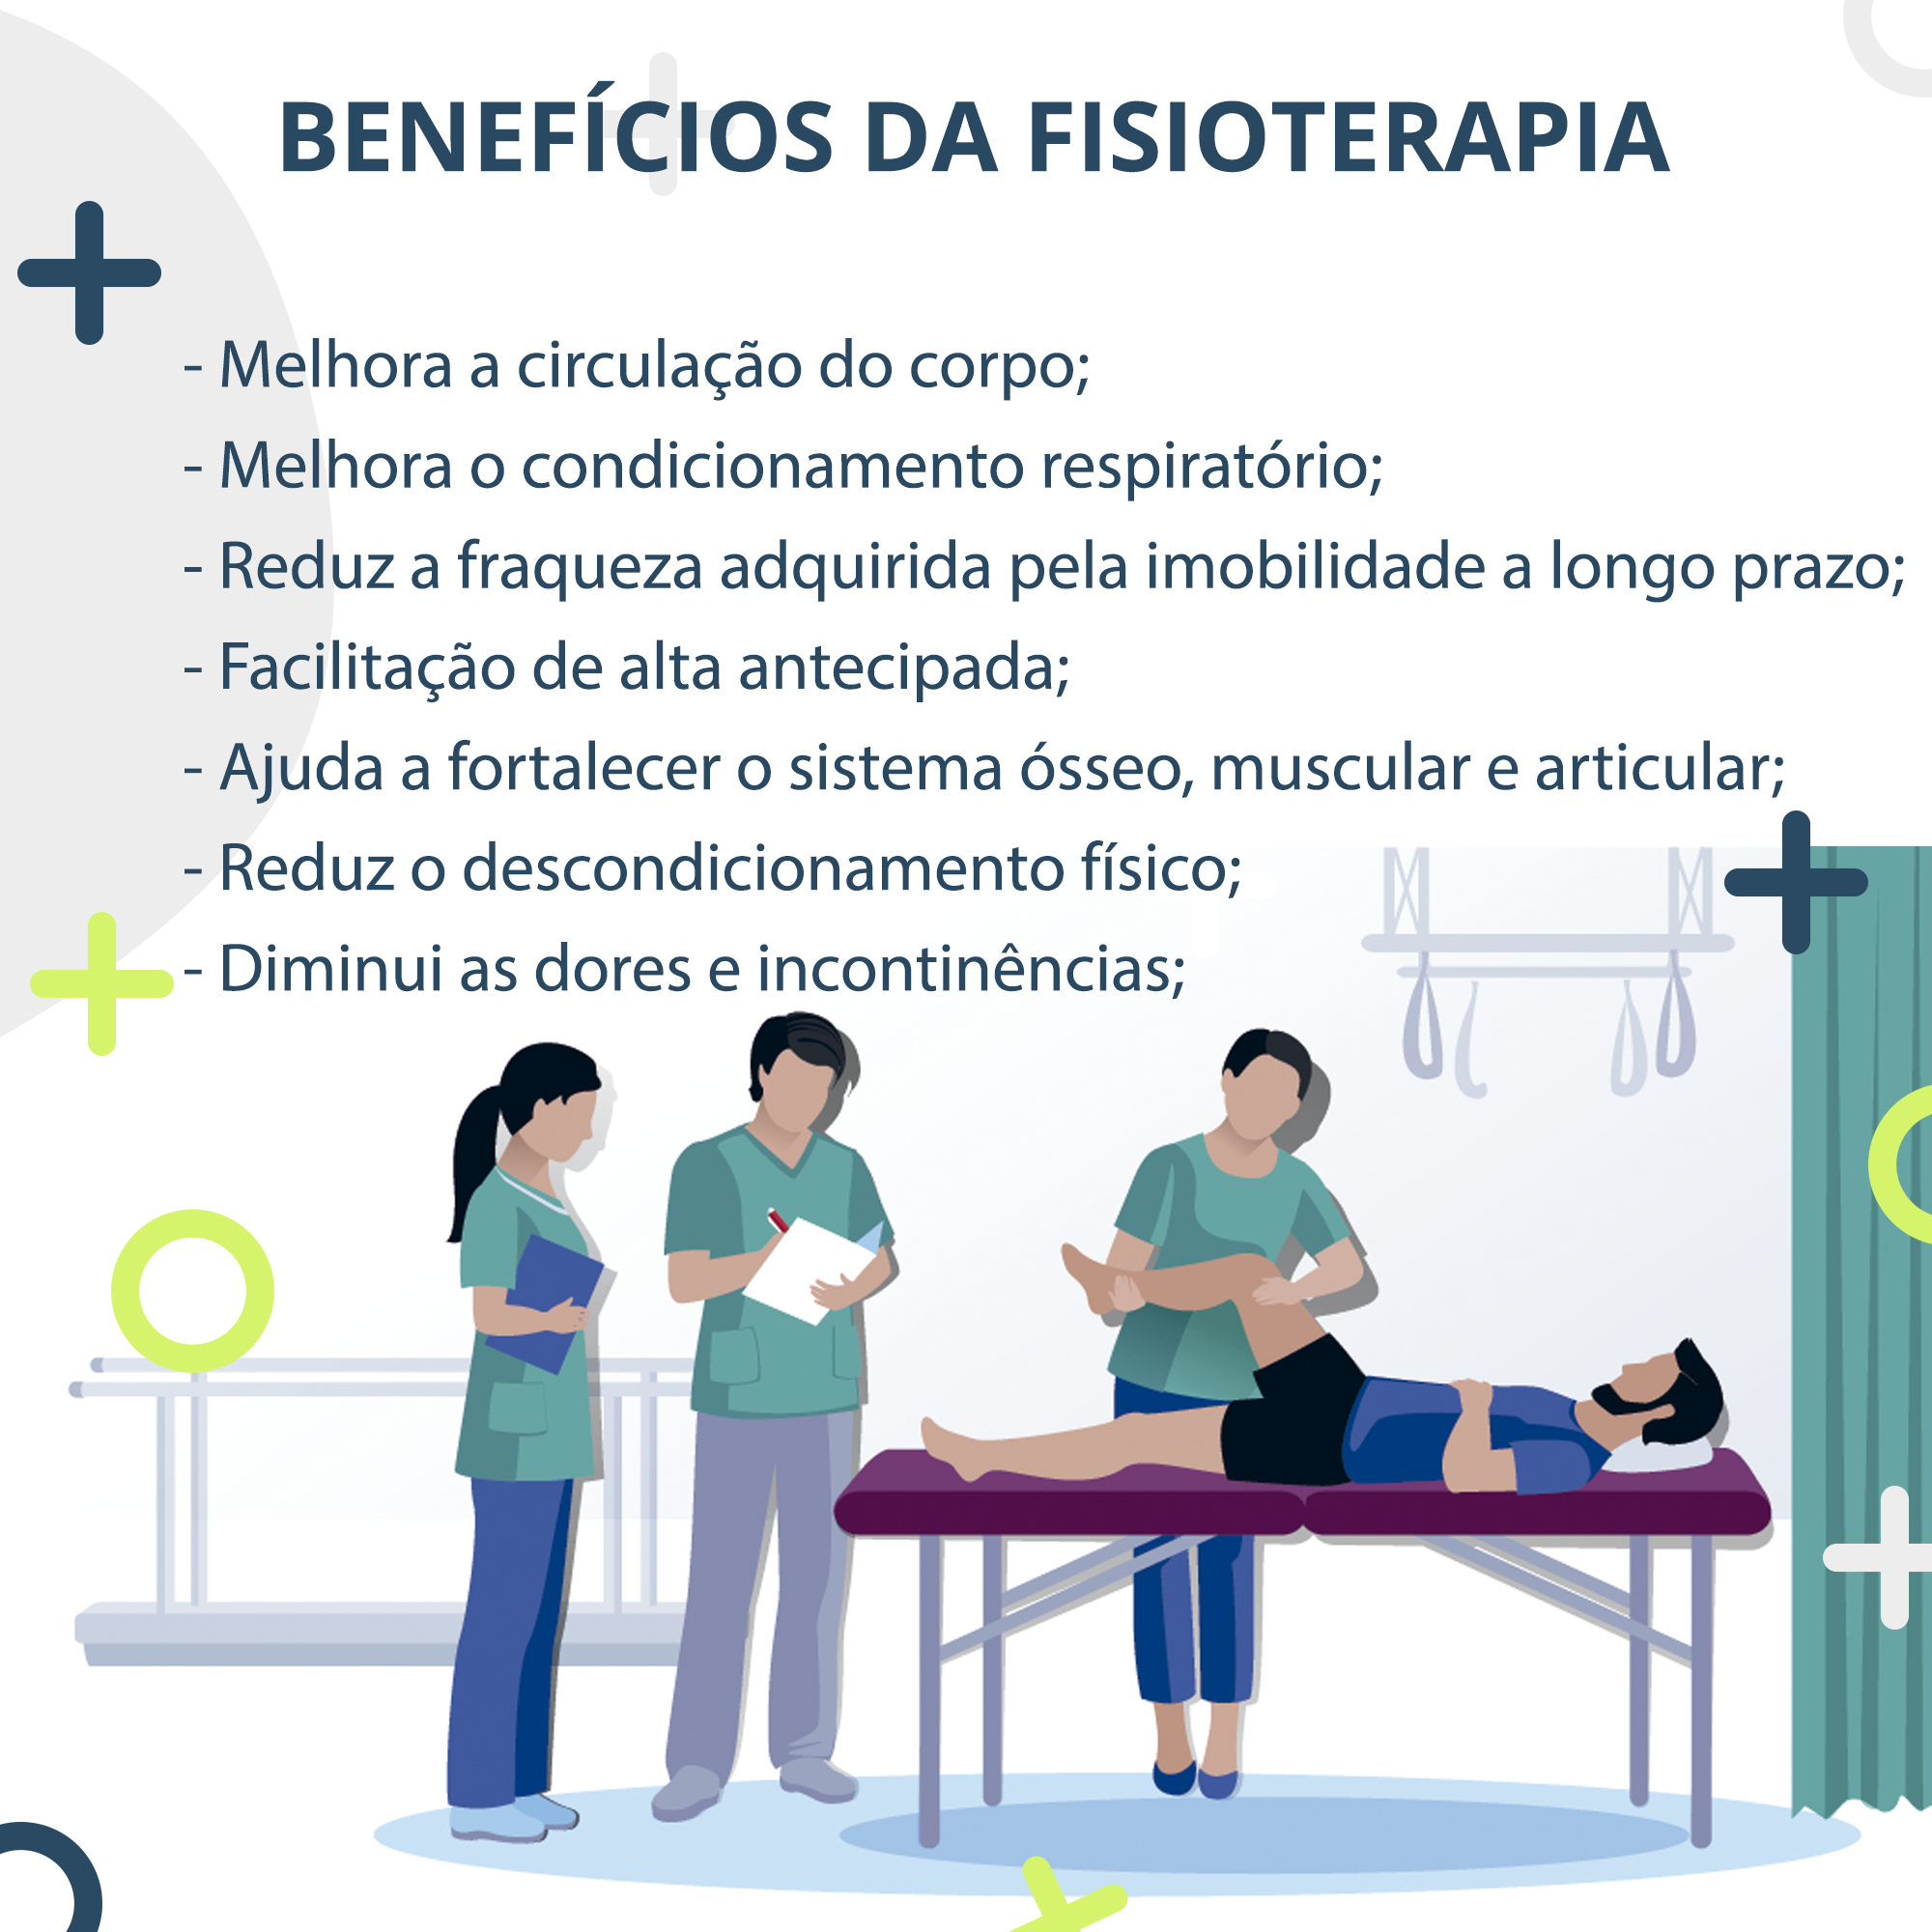 BENEFÍCIOS DA FISIOTERAPIA
- Melhora a circulação do corpo;
- Melhora o condicionamento respiratório;
- Reduz a fraqueza adquirida pela imobilidade a longo prazo;
- Facilitação de alta antecipada;
- Ajuda a fortalecer o sistema ósseo, muscular e articular;
- Reduz o descondicionamento físico;
- Diminui as dores e incontinências;